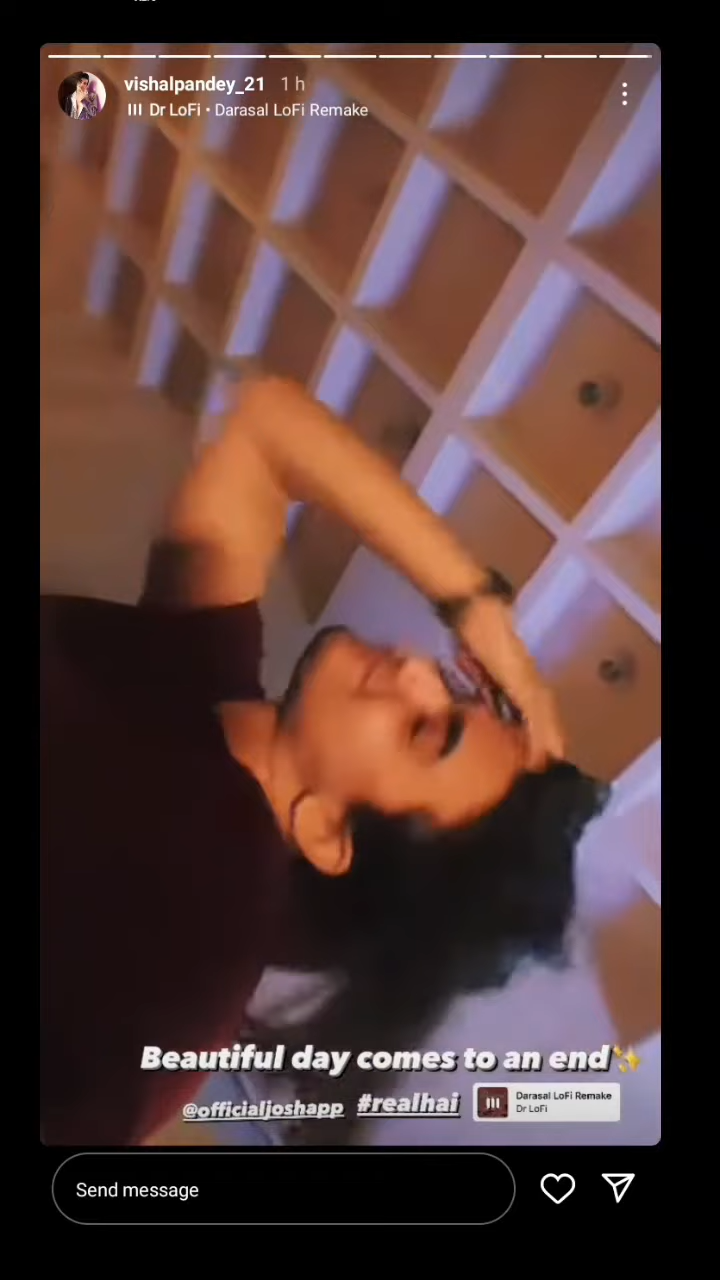 vishalpandey_21 1 h
Dr LoFi • Darasal LoFi Remake
Beautiful day comes to an end✨
@officialjoshapp #realhai
Darasal LoFi Remake
Dr LoFi
Send message